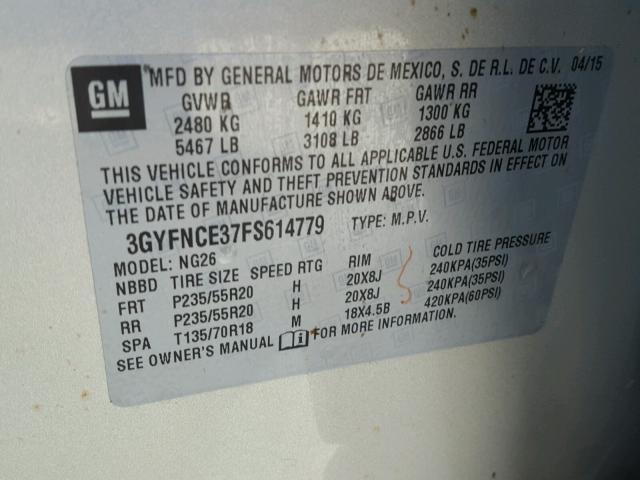 GM
MFD BY GENERAL MOTORS DE MEXICO, S. DE R.L. DE C.V. 04/15
GVWR GAWR FRT GAWR RR
2480 KG 1410 KG 1300 KG
5467 LB 3108 LB 2866 LB
THIS VEHICLE CONFORMS TO ALL APPLICABLE U.S. FEDERAL MOTOR
VEHICLE SAFETY AND THEFT PREVENTION STANDARDS IN EFFECT ON
THE DATE OF MANUFACTURE SHOWN ABOVE.
3GYFNCE37FS614779 TYPE: M.P.V.
MODEL: NG26
NBBD TIRE SIZE SPEED RTG RIM COLD TIRE PRESSURE
FRT P235/55R20 H 20X8J 240KPA(35PSI)
RR P235/55R20 H 20X8J 240KPA(35PSI)
SPA T135/70R18 M 18X4.5B 420KPA(60PSI)
SEE OWNER'S MANUAL FOR MORE INFORMATION.